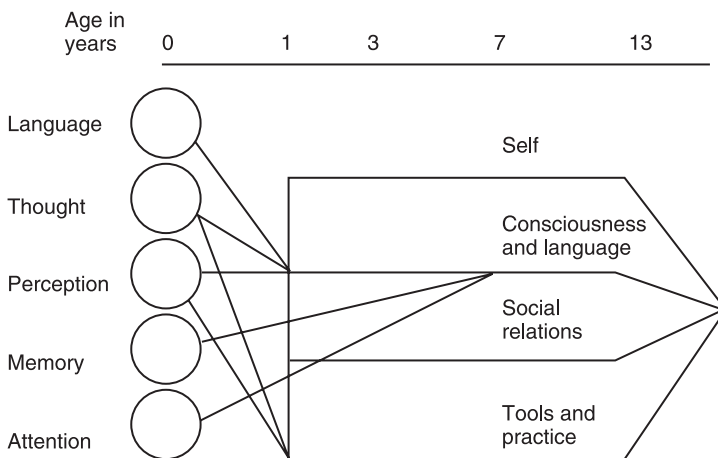 Age in
years
0 1 3 7 13
Language
Self
Thought
Consciousness
and language
Perception
Social
relations
Memory
Tools and
practice
Attention